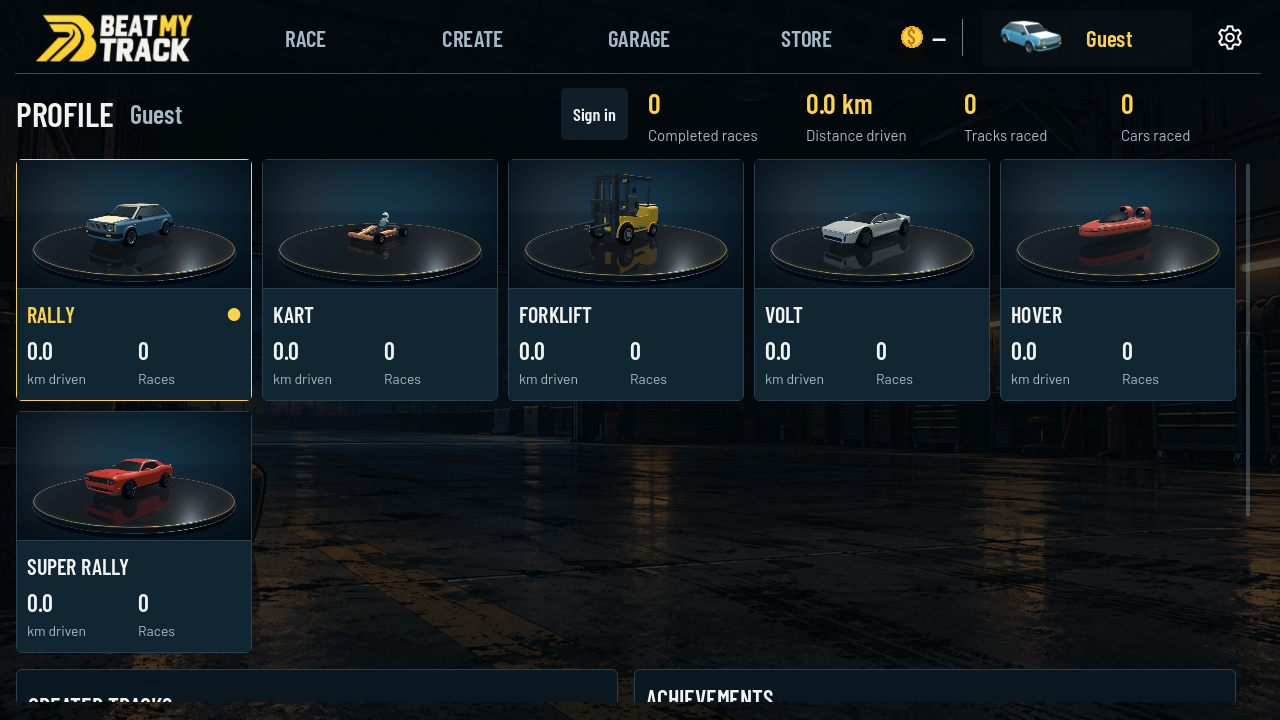 BEATMY TRACK
RACE
CREATE
GARAGE
STORE
$ –
Guest
PROFILE Guest
Sign in
0
Completed races
0.0 km
Distance driven
0
Tracks raced
0
Cars raced
RALLY
0.0 0
km driven Races
KART
0.0 0
km driven Races
FORKLIFT
0.0 0
km driven Races
VOLT
0.0 0
km driven Races
HOVER
0.0 0
km driven Races
SUPER RALLY
0.0 0
km driven Races
CREATED TRACKS
ACHIEVEMENTS